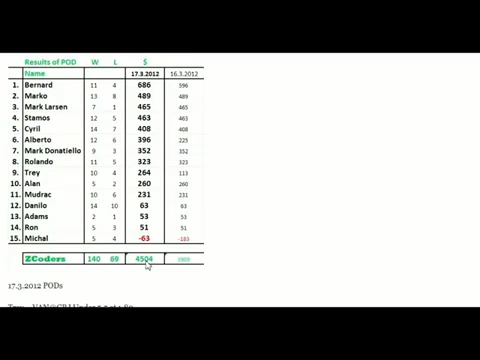 Results of POD W L $
Name 17.3.2012 16.3.2012
1. Bernard 11 4 686 596
2. Marko 13 8 489 489
3. Mark Larsen 7 1 465 465
4. Stamos 12 5 463 463
5. Cyril 14 7 408 408
6. Alberto 12 6 396 225
7. Mark Donatiello 9 3 352 352
8. Rolando 11 5 323 323
9. Trey 10 4 264 113
10. Alan 5 2 260 260
11. Mudrac 10 6 231 231
12. Danilo 14 10 63 63
13. Adams 2 1 53 53
14. Ron 5 3 51 51
15. Michal 5 4 -63 -183
ZCoders 140 69 4504
17.3.2012 PODs